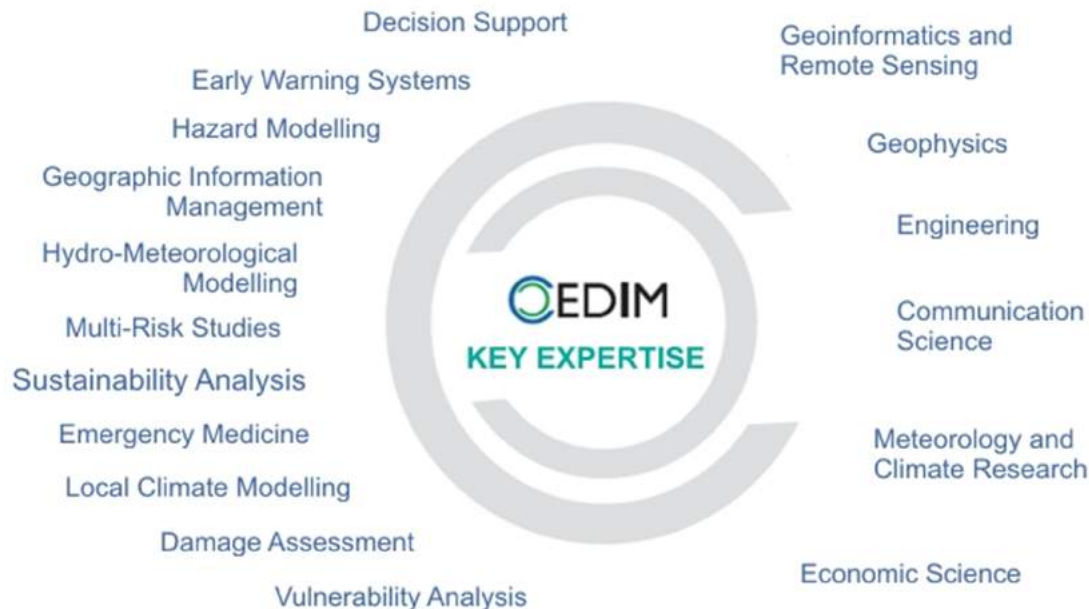 Decision Support
Early Warning Systems
Hazard Modelling
Geographic Information
Management
Hydro-Meteorological
Modelling
Multi-Risk Studies
Sustainability Analysis
Emergency Medicine
Local Climate Modelling
Damage Assessment
Vulnerability Analysis
CEDIM
KEY EXPERTISE
Geoinformatics and
Remote Sensing
Geophysics
Engineering
Communication
Science
Meteorology and
Climate Research
Economic Science